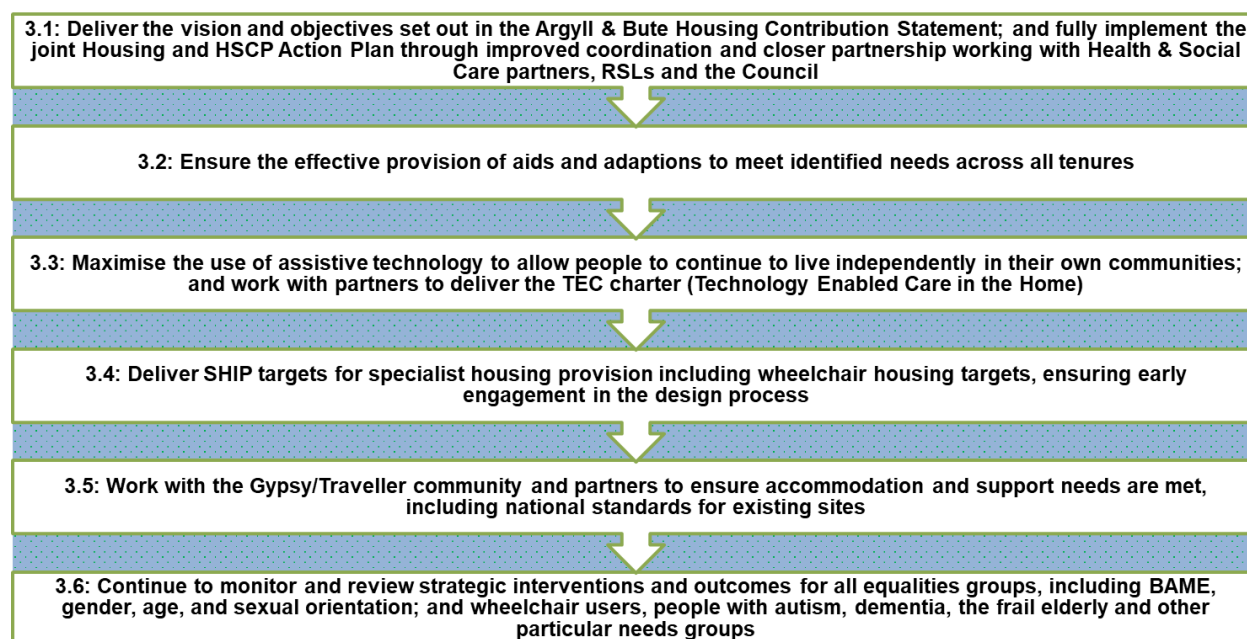 3.1: Deliver the vision and objectives set out in the Argyll & Bute Housing Contribution Statement; and fully implement the
joint Housing and HSCP Action Plan through improved coordination and closer partnership working with Health & Social
Care partners, RSLs and the Council
3.2: Ensure the effective provision of aids and adaptions to meet identified needs across all tenures
3.3: Maximise the use of assistive technology to allow people to continue to live independently in their own communities;
and work with partners to deliver the TEC charter (Technology Enabled Care in the Home)
3.4: Deliver SHIP targets for specialist housing provision including wheelchair housing targets, ensuring early
engagement in the design process
3.5: Work with the Gypsy/Traveller community and partners to ensure accommodation and support needs are met,
including national standards for existing sites
3.6: Continue to monitor and review strategic interventions and outcomes for all equalities groups, including BAME,
gender, age, and sexual orientation; and wheelchair users, people with autism, dementia, the frail elderly and other
particular needs groups